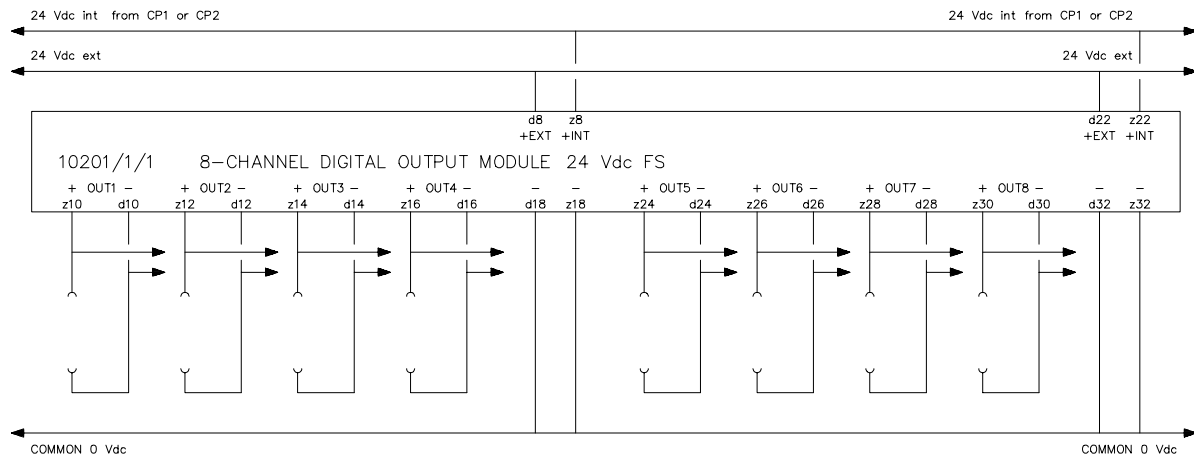 24 Vdc int from CP1 or CP2 24 Vdc int from CP1 or CP2
24 Vdc ext 24 Vdc ext
d8 z8 d22 z22
+EXT +INT +EXT +INT
10201/1/1 8-CHANNEL DIGITAL OUTPUT MODULE 24 Vdc FS
+ OUT1 - + OUT2 - + OUT3 - + OUT4 - - - + OUT5 - + OUT6 - + OUT7 - + OUT8 - - -
z10 d10 z12 d12 z14 d14 z16 d16 d18 z18 z24 d24 z26 d26 z28 d28 z30 d30 d32 z32
COMMON 0 Vdc COMMON 0 Vdc